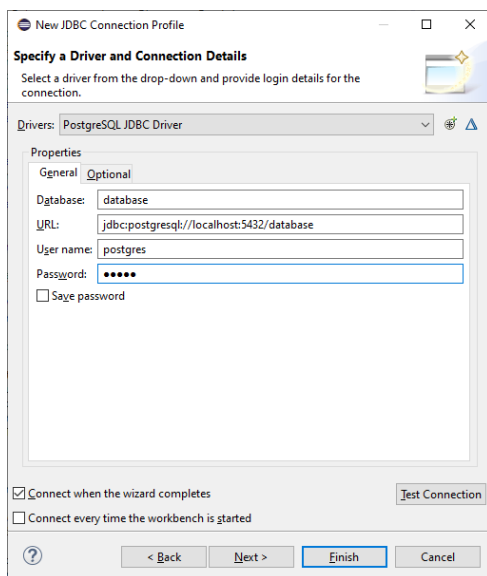 New JDBC Connection Profile
Specify a Driver and Connection Details
Select a driver from the drop-down and provide login details for the
connection.
Drivers: PostgreSQL JDBC Driver
Properties
General Optional
Database: database
URL: jdbc:postgresql://localhost:5432/database
User name: postgres
Password: •••••
Save password
Connect when the wizard completes
Test Connection
Connect every time the workbench is started
? < Back Next > Finish Cancel